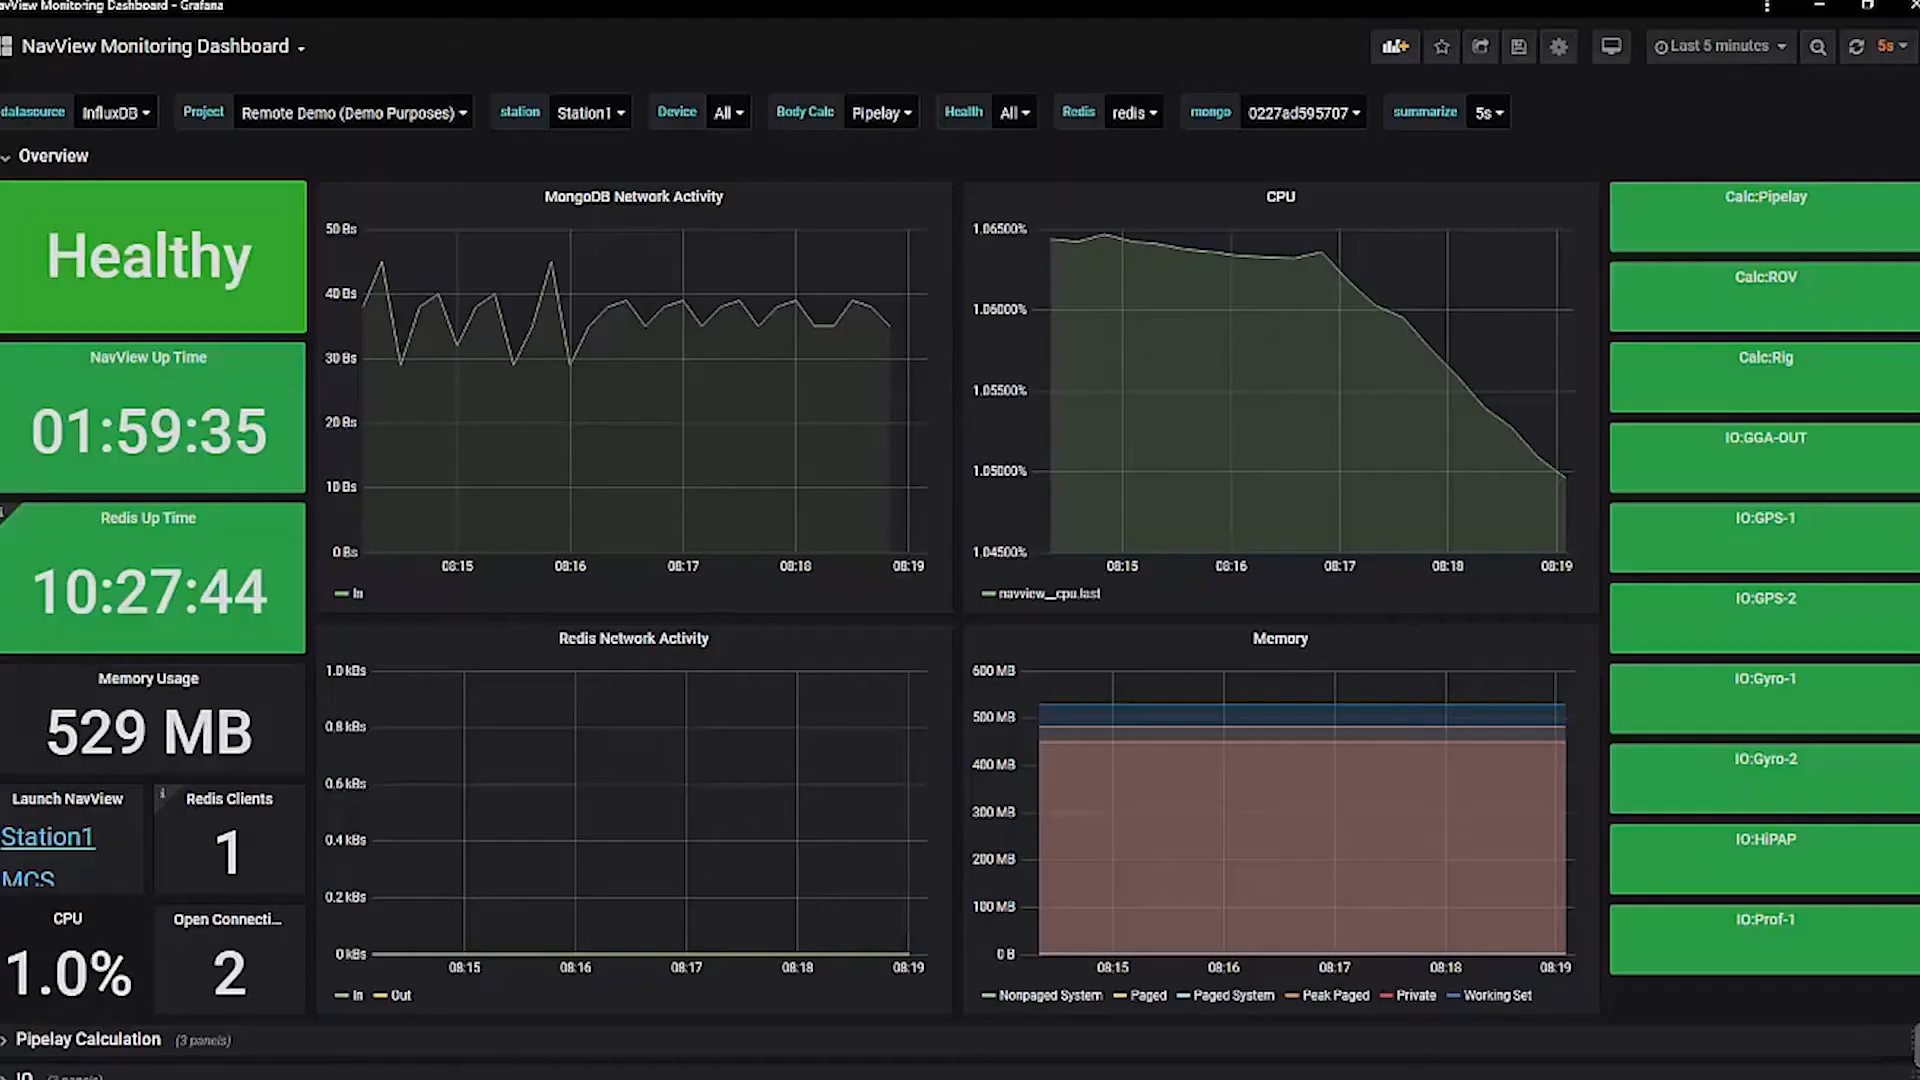 NavView Monitoring Dashboard - Grafana
NavView Monitoring Dashboard
Last 5 minutes
5s
datasource InfluxDB Project Remote Demo (Demo Purposes) station Station1 Device All Body Calc Pipelay Health All Redis redis mongo 0227ad595707 summarize 5s
Overview
Healthy
NavView Up Time
01:59:35
Redis Up Time
10:27:44
Memory Usage
529 MB
Launch NavView
Station1
MCS
Redis Clients
1
CPU
1.0%
Open Connecti...
2
MongoDB Network Activity
50 Bs
40 Bs
30 Bs
20 Bs
10 Bs
0 Bs
08:15 08:16 08:17 08:18 08:19
In
CPU
1.06500%
1.06000%
1.05500%
1.05000%
1.04500%
08:15 08:16 08:17 08:18 08:19
navview_cpu.last
Redis Network Activity
1.0 kBs
0.8 kBs
0.6 kBs
0.4 kBs
0.2 kBs
0 kBs
08:15 08:16 08:17 08:18 08:19
In Out
Memory
600 MB
500 MB
400 MB
300 MB
200 MB
100 MB
0 B
08:15 08:16 08:17 08:18 08:19
Nonpaged System Paged Paged System Peak Paged Private Working Set
Calc:Pipelay
Calc:ROV
Calc:Rig
IO:GGA-OUT
IO:GPS-1
IO:GPS-2
IO:Gyro-1
IO:Gyro-2
IO:HiPAP
IO:Prof-1
Pipelay Calculation (3 panels)